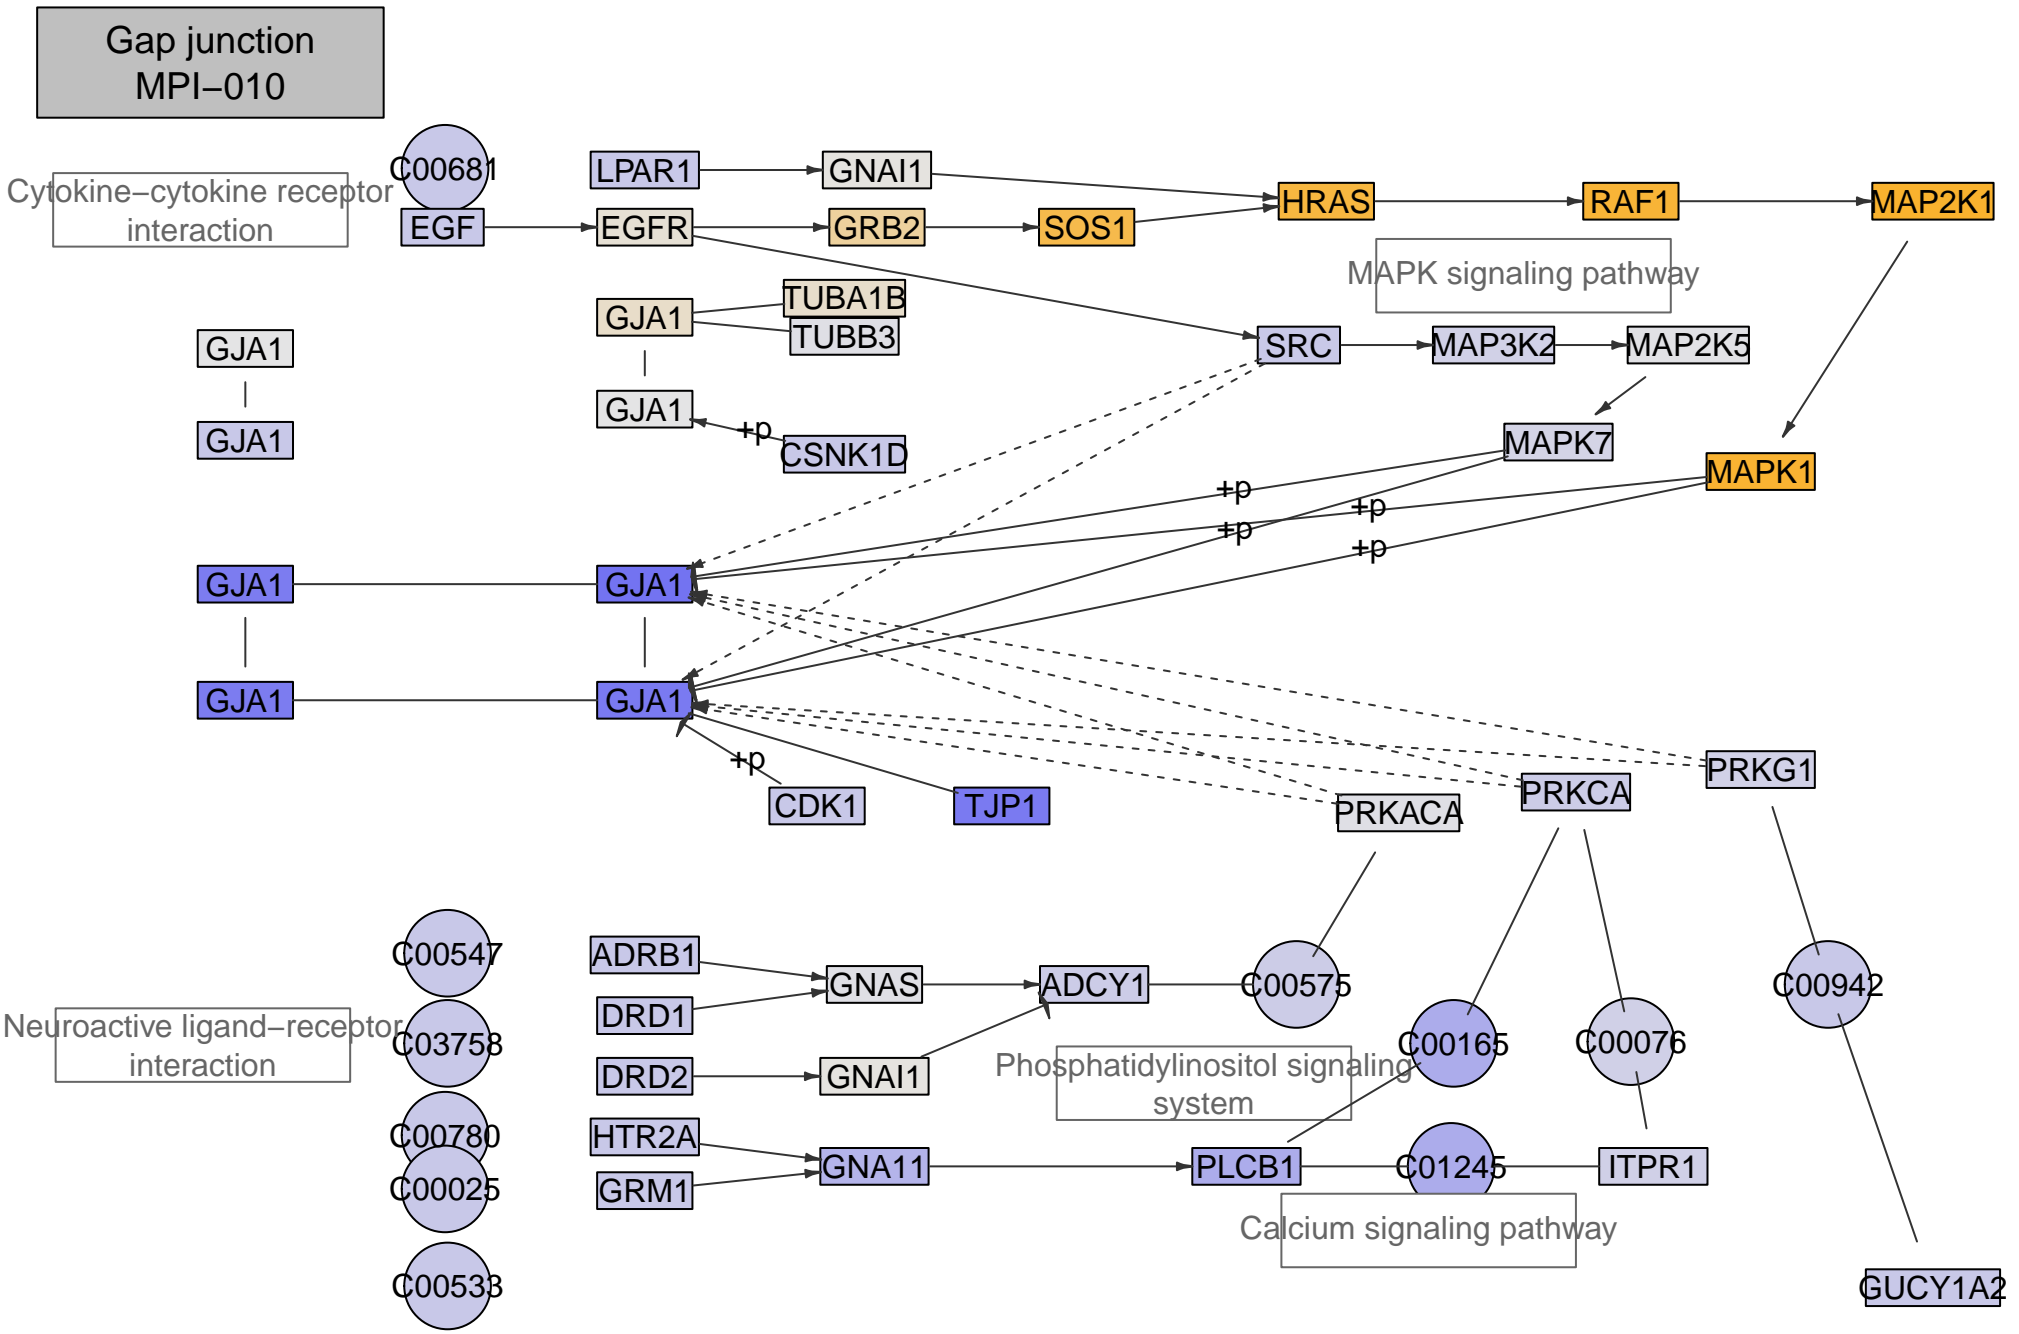 Gap junction
MPI−010
C00681
LPAR1
GNAI1
Cytokine−cytokine receptor
interaction
HRAS
RAF1
MAP2K1
EGF
EGFR
GRB2
SOS1
MAPK signaling pathway
TUBA1B
GJA1
TUBB3
GJA1
SRC
MAP3K2
MAP2K5
GJA1
+p
CSNK1D
GJA1
MAPK7
MAPK1
+p
+p
+p
+p
GJA1
GJA1
GJA1
GJA1
+p
CDK1
TJP1
PRKACA
PRKCA
PRKG1
C00547
ADRB1
GNAS
ADCY1
C00575
C00942
DRD1
Neuroactive ligand−receptor
interaction
C03758
C00165
C00076
DRD2
GNAI1
Phosphatidylinositol signaling
system
C00780
HTR2A
GNA11
PLCB1
C01245
ITPR1
C00025
GRM1
Calcium signaling pathway
C00533
GUCY1A2